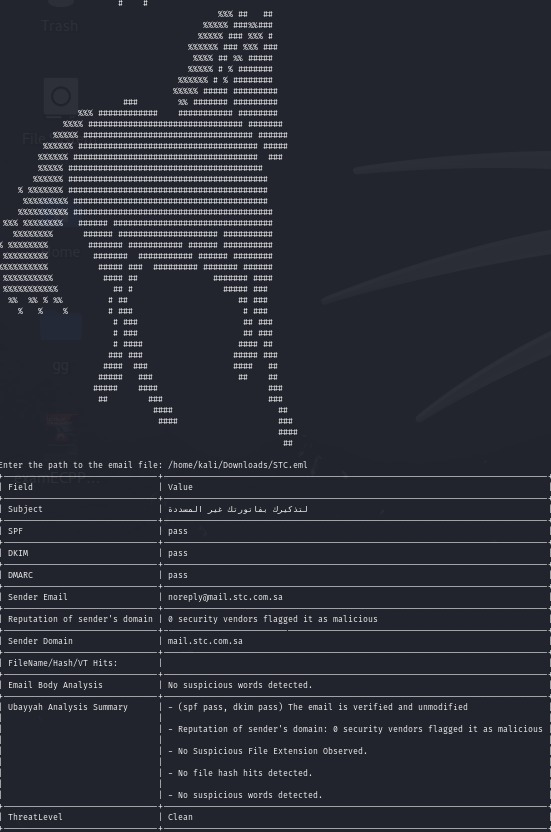 Trash
File
ome
gg
Enter the path to the email file: /home/kali/Downloads/STC.eml
Field | Value
Subject | لتذكيرك بفاتورتك غير المسددة
SPF | pass
DKIM | pass
DMARC | pass
Sender Email | noreply@mail.stc.com.sa
Reputation of sender's domain | 0 security vendors flagged it as malicious
Sender Domain | mail.stc.com.sa
FileName/Hash/VT Hits: |
Email Body Analysis | No suspicious words detected.
Ubayyah Analysis Summary | - (spf pass, dkim pass) The email is verified and unmodified
- Reputation of sender's domain: 0 security vendors flagged it as malicious
- No Suspicious File Extension Observed.
- No file hash hits detected.
- No suspicious words detected.
ThreatLevel | Clean